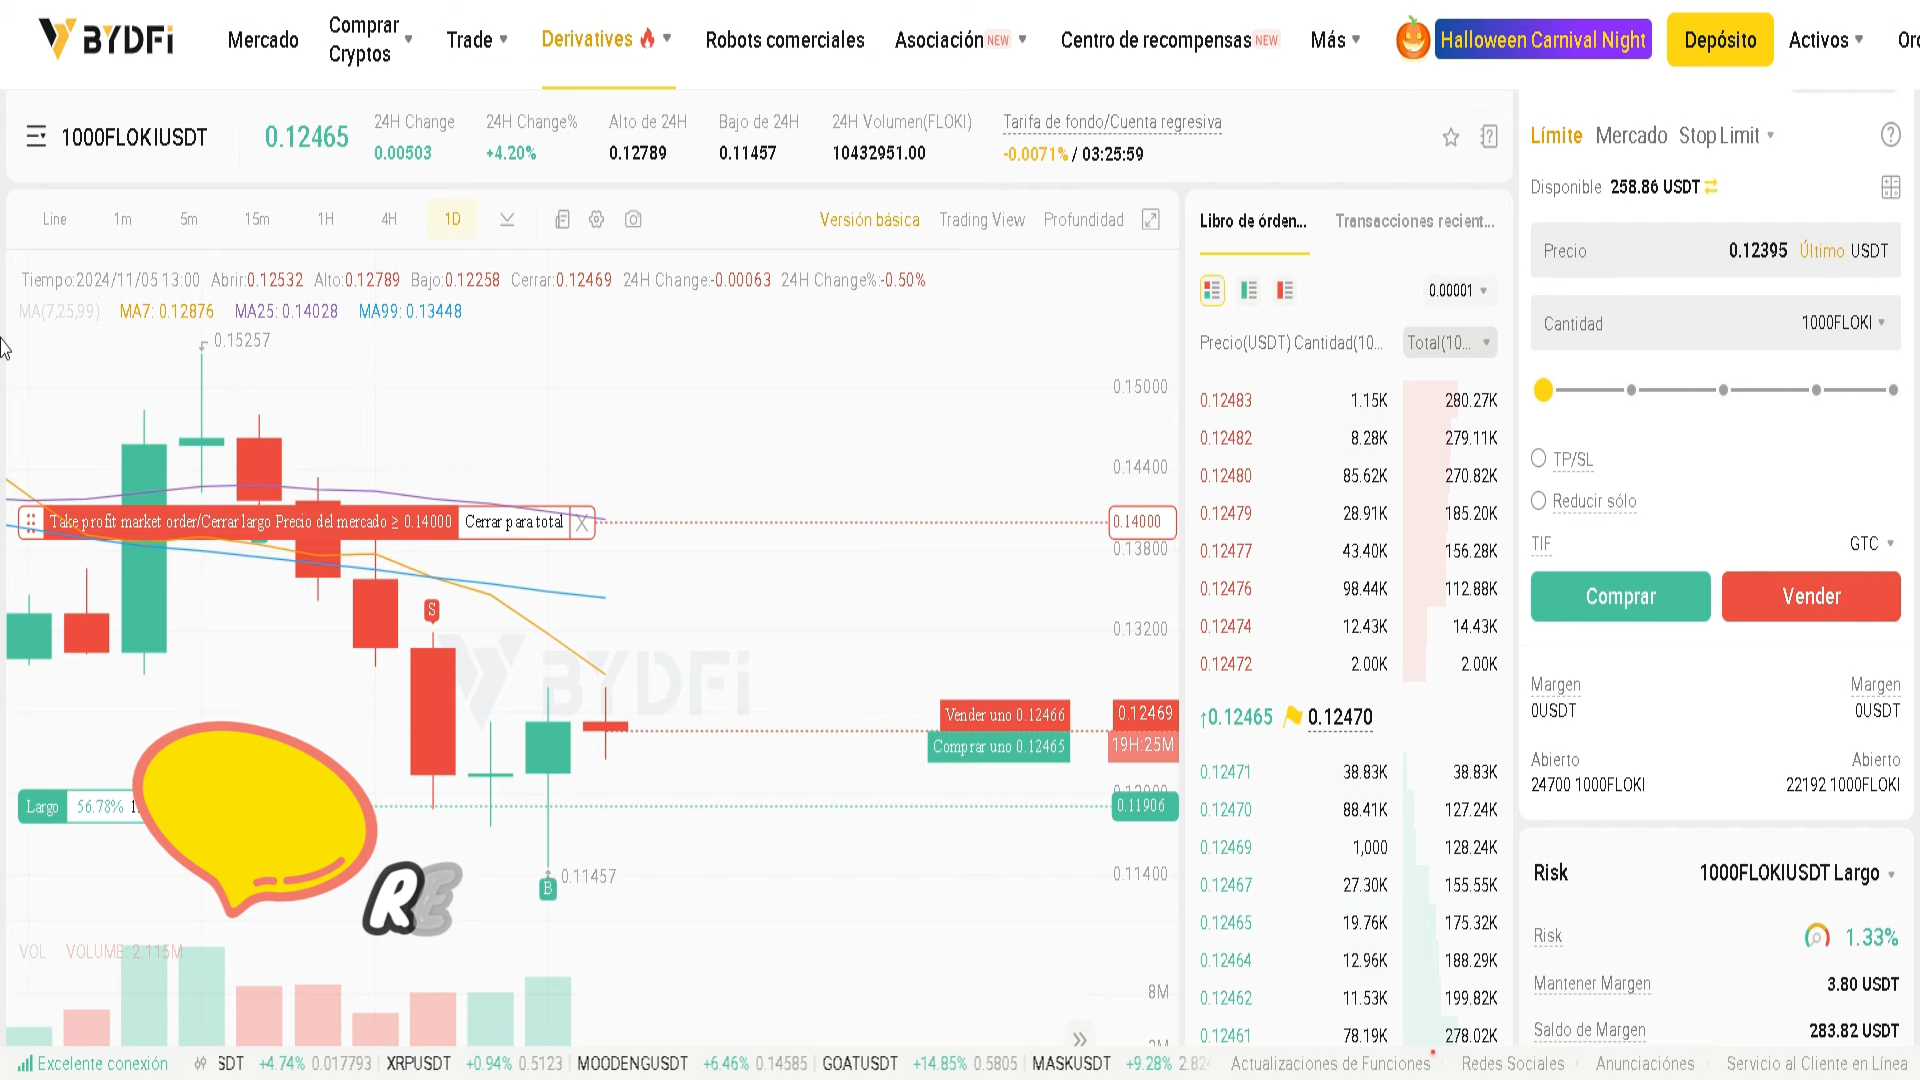 BYDFi
Mercado
Comprar
Cryptos
Trade
Derivatives
Robots comerciales
Asociación NEW
Centro de recompensas NEW
Más
Halloween Carnival Night
Depósito
Activos
1000FLOKIUSDT
0.12465
24H Change
0.00503
24H Change%
+4.20%
Alto de 24H
0.12789
Bajo de 24H
0.11457
24H Volumen(FLOKI)
10432951.00
Tarifa de fondo/Cuenta regresiva
-0.0071% / 03:25:59
Line 1m 5m 15m 1H 4H 1D
Versión básica Trading View Profundidad
Tiempo:2024/11/05 13:00 Abrir:0.12532 Alto:0.12789 Bajo:0.12258 Cerrar:0.12469 24H Change:-0.00063 24H Change%:-0.50%
MA(7,25,99) MA7: 0.12876 MA25: 0.14028 MA99: 0.13448
0.15257
0.15000
0.14400
Take profit market order/Cerrar largo Precio del mercado ≥ 0.14000 Cerrar para total
0.14000
0.13800
S
0.13200
BYDFi
Vender uno 0.12466
0.12469
Comprar uno 0.12465
19H:25M
Largo 56.78%
0.11906
RE
B
0.11457
0.11400
VOL VOLUME: 2.115M
8M
Libro de órden... Transacciones recient...
0.00001
Precio(USDT) Cantidad(10... Total(10...
0.12483 1.15K 280.27K
0.12482 8.28K 279.11K
0.12480 85.62K 270.82K
0.12479 28.91K 185.20K
0.12477 43.40K 156.28K
0.12476 98.44K 112.88K
0.12474 12.43K 14.43K
0.12472 2.00K 2.00K
↑0.12465 0.12470
0.12471 38.83K 38.83K
0.12470 88.41K 127.24K
0.12469 1,000 128.24K
0.12467 27.30K 155.55K
0.12465 19.76K 175.32K
0.12464 12.96K 188.29K
0.12462 11.53K 199.82K
0.12461 78.19K 278.02K
Límite Mercado Stop Limit
Disponible 258.86 USDT
Precio 0.12395 Último USDT
Cantidad 1000FLOKI
TP/SL
Reducir sólo
TIF GTC
Comprar Vender
Margen Margen
0USDT 0USDT
Abierto Abierto
24700 1000FLOKI 22192 1000FLOKI
Risk 1000FLOKIUSDT Largo
Risk 1.33%
Mantener Margen 3.80 USDT
Saldo de Margen 283.82 USDT
Excelente conexión
SDT +4.74% 0.017793 XRPUSDT +0.94% 0.5123 MOODENGUSDT +6.46% 0.14585 GOATUSDT +14.85% 0.5805 MASKUSDT +9.28%
Actualizaciones de Funciones Redes Sociales Anunciaciónes Servicio al Cliente en Línea